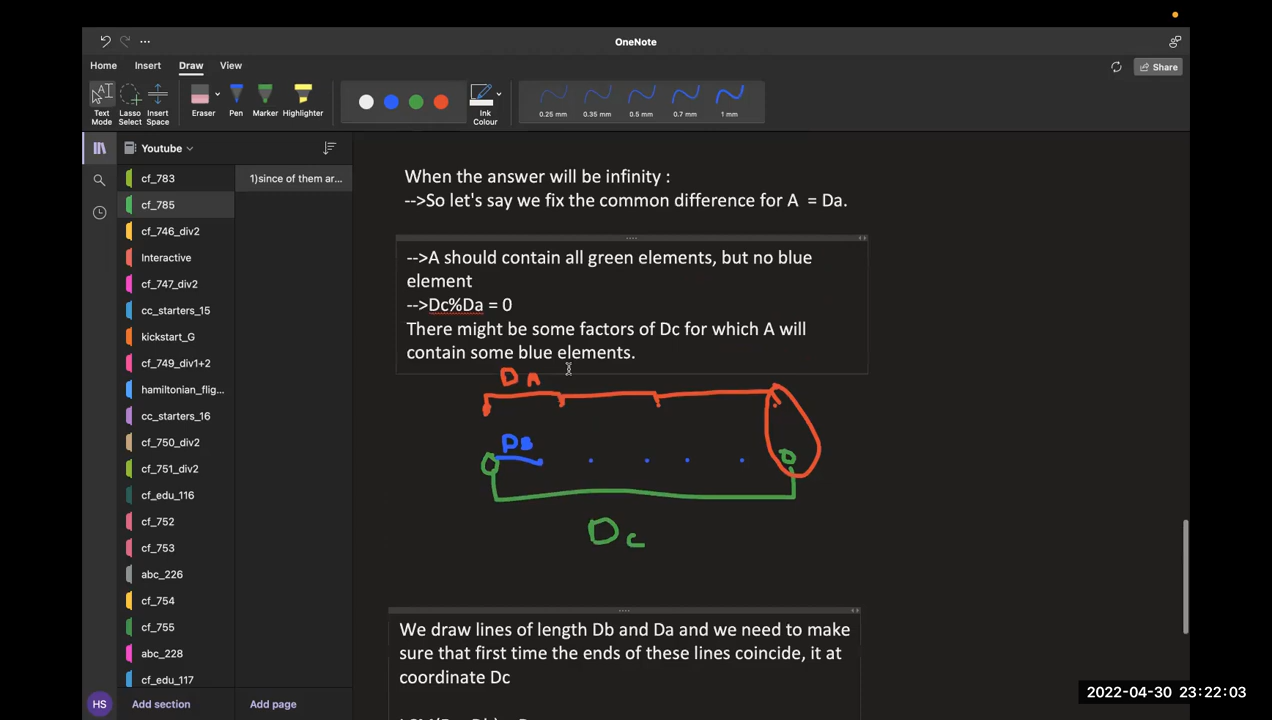 OneNote
Home Insert Draw View
Share
Text Mode
Lasso Select
Insert Space
Eraser
Pen
Marker
Highlighter
Ink Colour
0.25 mm
0.35 mm
0.5 mm
0.7 mm
1 mm
Youtube
cf_783
cf_785
cf_746_div2
Interactive
cf_747_div2
cc_starters_15
kickstart_G
cf_749_div1+2
hamiltonian_flig...
cc_starters_16
cf_750_div2
cf_751_div2
cf_edu_116
cf_752
cf_753
abc_226
cf_754
cf_755
abc_228
cf_edu_117
HS
Add section
1)since of them ar...
Add page
When the answer will be infinity :
-->So let's say we fix the common difference for A = Da.
-->A should contain all green elements, but no blue
element
-->Dc%Da = 0
There might be some factors of Dc for which A will
contain some blue elements.
DA
DB
Dc
We draw lines of length Db and Da and we need to make
sure that first time the ends of these lines coincide, it at
coordinate Dc
2022-04-30 23:22:03